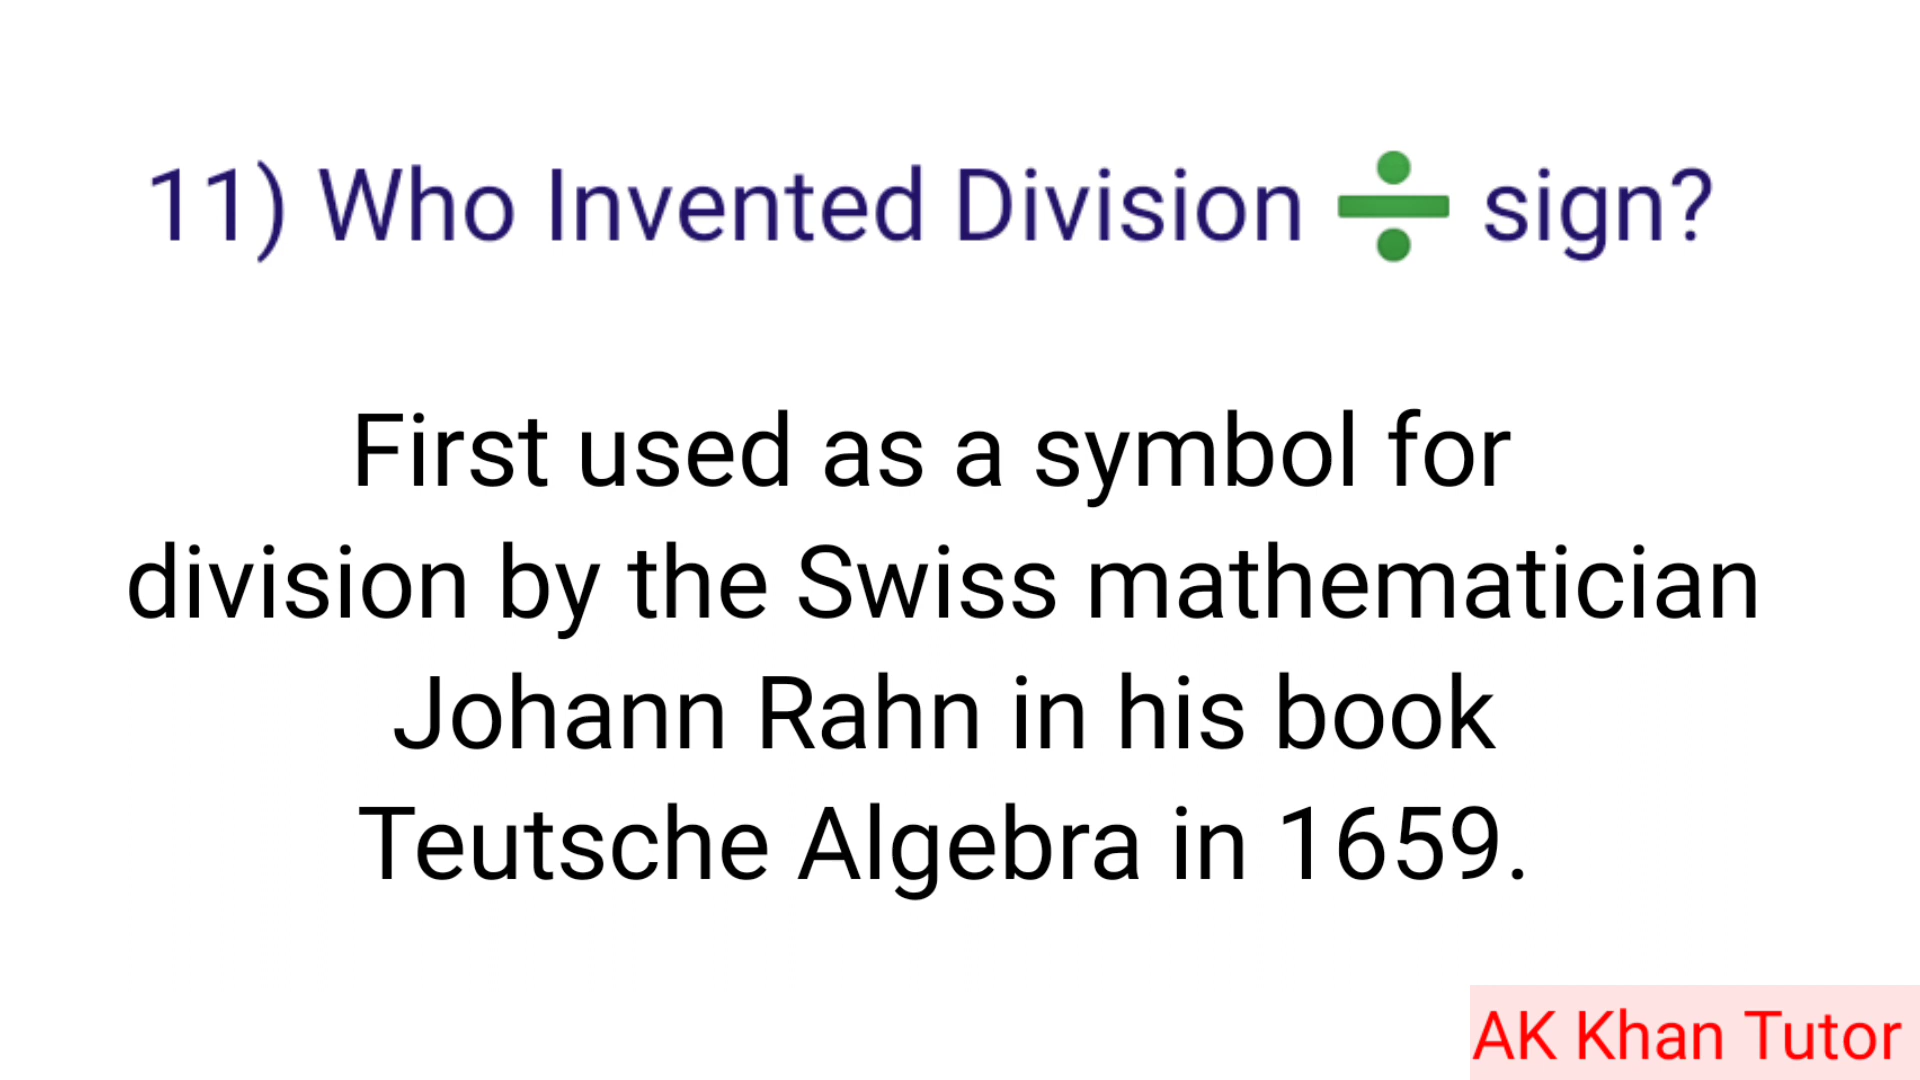 11) Who Invented Division ➗ sign?
First used as a symbol for
division by the Swiss mathematician
Johann Rahn in his book
Teutsche Algebra in 1659.
AK Khan Tutor